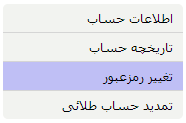 اطلاعات حساب
تاریخچه حساب
تغییر رمزعبور
تمدید حساب طلائی